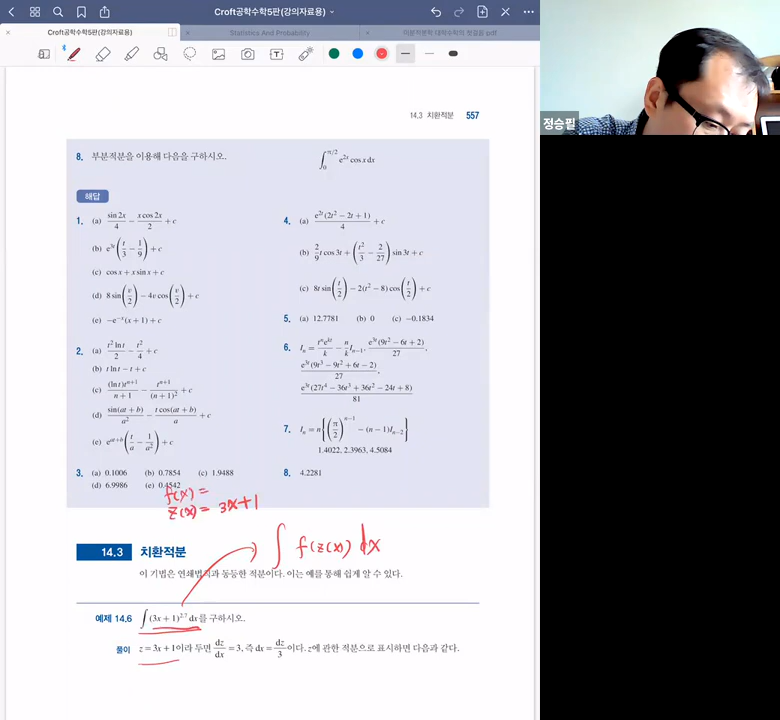 Croft공학수학5판(강의자료용)
Croft공학수학5판(강의자료용)
Statistics And Probability
정승필
14.3 치환적분 557
8. 부분적분을 이용해 다음을 구하시오.
∫₀^{π/2} e^{2x} cos x dx
해답
1. (a) sin 2x/4 − x cos 2x/2 + c
(b) e^{3t}(t/3 − 1/9) + c
(c) cos x + x sin x + c
(d) 8 sin(v/2) − 4v cos(v/2) + c
(e) −e^{−x}(x + 1) + c
2. (a) t² ln t/2 − t²/4 + c
(b) t ln t − t + c
(c) (ln t)t^{n+1}/(n + 1) − t^{n+1}/(n + 1)² + c
(d) sin(at + b)/a² − t cos(at + b)/a + c
(e) e^{at+b}(t/a − 1/a²) + c
3. (a) 0.1006 (b) 0.7854 (c) 1.9488
(d) 6.9986 (e) 0.4542
4. (a) e^{2t}(2t² − 2t + 1)/4 + c
(b) 2/9 t cos 3t + (t²/3 − 2/27) sin 3t + c
(c) 8t sin(t/2) − 2(t² − 8) cos(t/2) + c
5. (a) 12.7781 (b) 0 (c) −0.1834
6. Iₙ = tⁿe^{kt}/k − n/k Iₙ₋₁, e^{3t}(9t² − 6t + 2)/27,
e^{3t}(9t³ − 9t² + 6t − 2)/27,
e^{3t}(27t⁴ − 36t³ + 36t² − 24t + 8)/81
7. Iₙ = n{(π/2)^{n−1} − (n − 1)Iₙ₋₂}
1.4022, 2.3963, 4.5084
8. 4.2281
f(x) =
z(x) = 3x+1
∫ f(z(x)) dx
14.3 치환적분
이 기법은 연쇄법칙과 동등한 적분이다. 이는 예를 통해 쉽게 알 수 있다.
예제 14.6 ∫(3x + 1)^{2.7} dx를 구하시오.
풀이 z = 3x + 1이라 두면 dz/dx = 3, 즉 dx = dz/3 이다. z에 관한 적분으로 표시하면 다음과 같다.